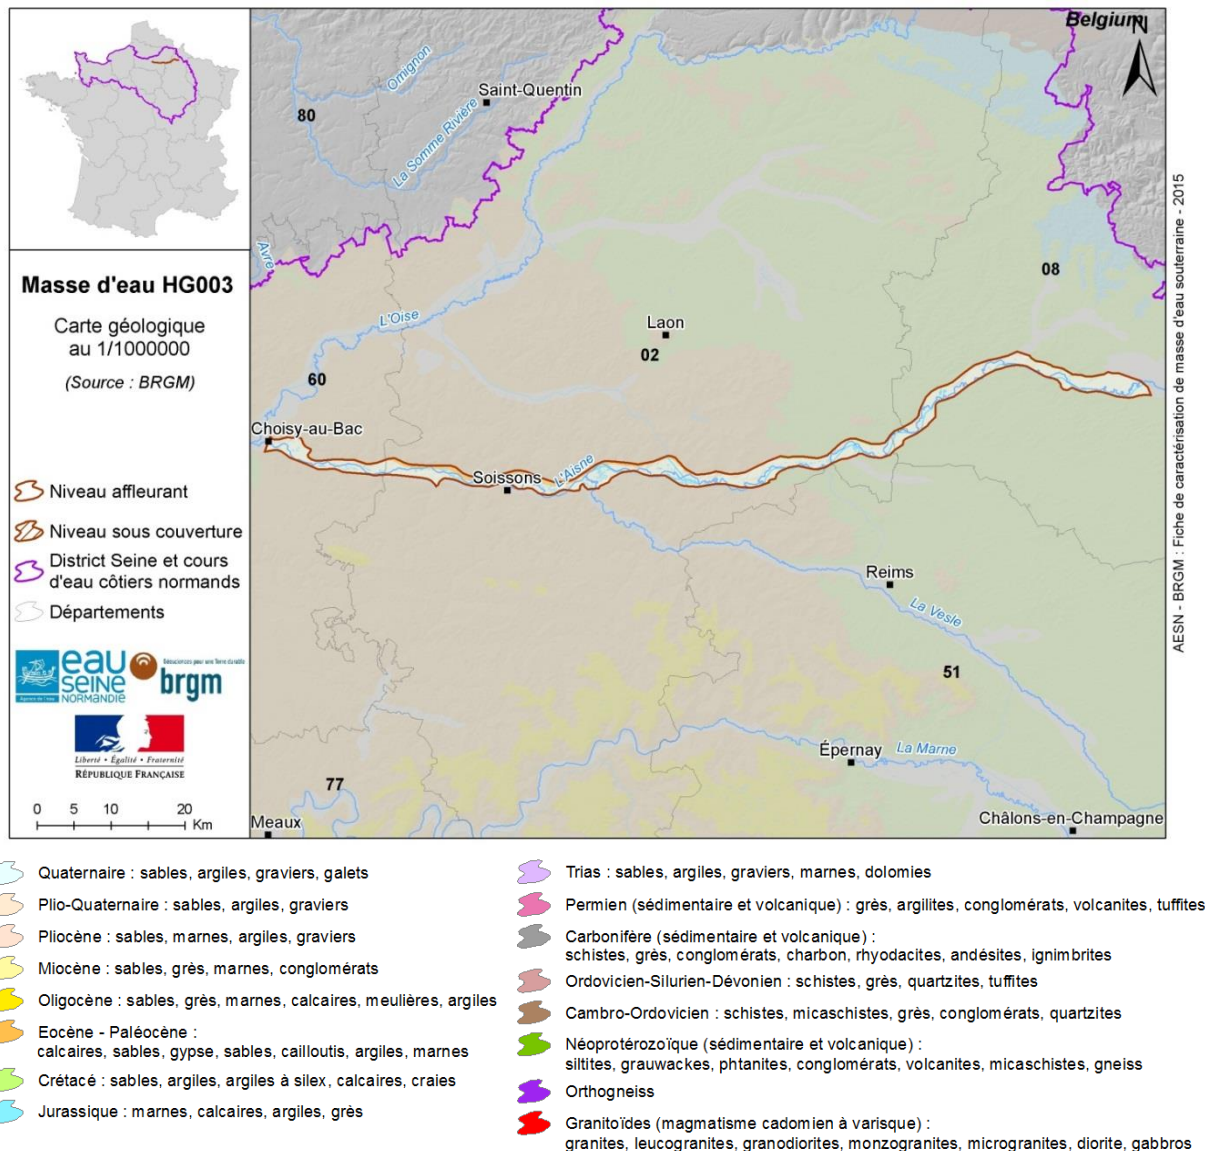 Masse d'eau HG003
Carte géologique
au 1/1000000
(Source : BRGM)
Niveau affleurant
Niveau sous couverture
District Seine et cours
d'eau côtiers normands
Départements
eau
SEINE
NORMANDIE
Géosciences pour une Terre durable
brgm
Liberté • Égalité • Fraternité
RÉPUBLIQUE FRANÇAISE
0 5 10 20
Km
Belgium
N
Omignon
Saint-Quentin
80
La Somme Rivière
Avre
08
L'Oise
Laon
02
60
Choisy-au-Bac
Soissons
L'Aisne
Reims
La Vesle
51
Épernay
La Marne
77
Meaux
Châlons-en-Champagne
AESN - BRGM : Fiche de caractérisation de masse d'eau souterraine - 2015
Quaternaire : sables, argiles, graviers, galets
Plio-Quaternaire : sables, argiles, graviers
Pliocène : sables, marnes, argiles, graviers
Miocène : sables, grès, marnes, conglomérats
Oligocène : sables, grès, marnes, calcaires, meulières, argiles
Eocène - Paléocène :
calcaires, sables, gypse, sables, cailloutis, argiles, marnes
Crétacé : sables, argiles, argiles à silex, calcaires, craies
Jurassique : marnes, calcaires, argiles, grès
Trias : sables, argiles, graviers, marnes, dolomies
Permien (sédimentaire et volcanique) : grès, argilites, conglomérats, volcanites, tuffites
Carbonifère (sédimentaire et volcanique) :
schistes, grès, conglomérats, charbon, rhyodacites, andésites, ignimbrites
Ordovicien-Silurien-Dévonien : schistes, grès, quartzites, tuffites
Cambro-Ordovicien : schistes, micaschistes, grès, conglomérats, quartzites
Néoprotérozoïque (sédimentaire et volcanique) :
siltites, grauwackes, phtanites, conglomérats, volcanites, micaschistes, gneiss
Orthogneiss
Granitoïdes (magmatisme cadomien à varisque) :
granites, leucogranites, granodiorites, monzogranites, microgranites, diorite, gabbros